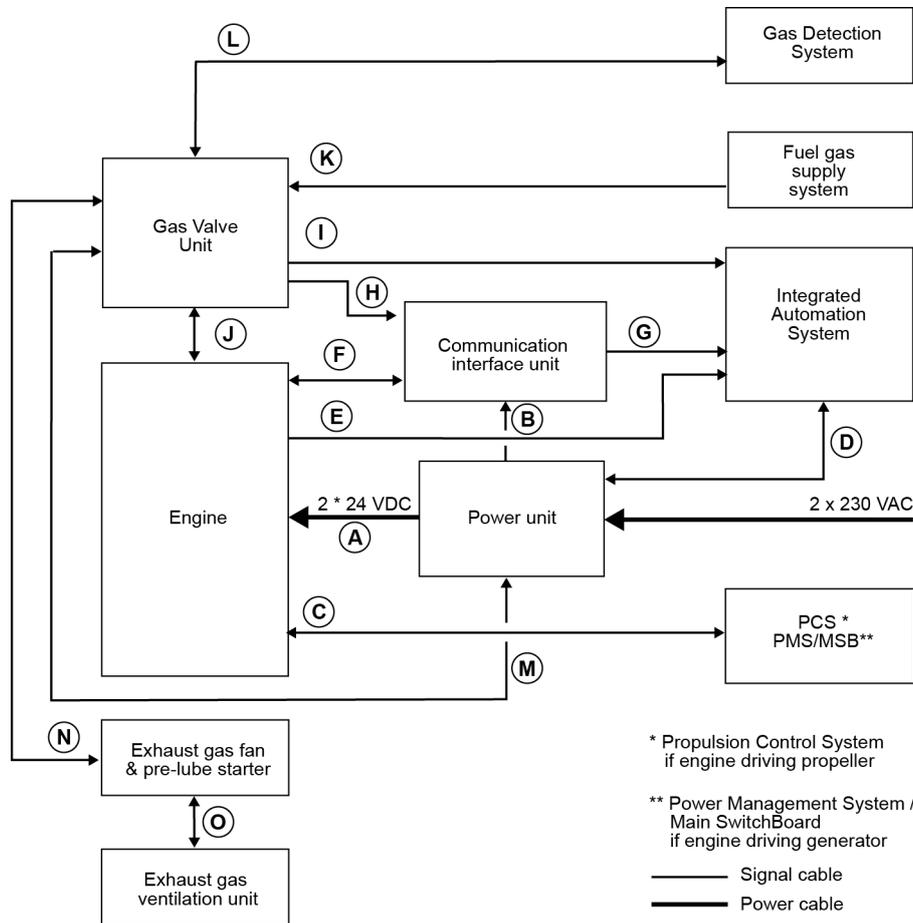 L
Gas Detection
System
K
Fuel gas
supply
system
Gas Valve
Unit
I
H
Integrated
Automation
System
J
F
Communication
interface unit
G
E
B
D
Engine
2 * 24 VDC
A
Power unit
2 x 230 VAC
C
PCS *
PMS/MSB**
M
N
Exhaust gas fan
& pre-lube starter
* Propulsion Control System
if engine driving propeller
O
** Power Management System /
Main SwitchBoard
if engine driving generator
Exhaust gas
ventilation unit
Signal cable
Power cable